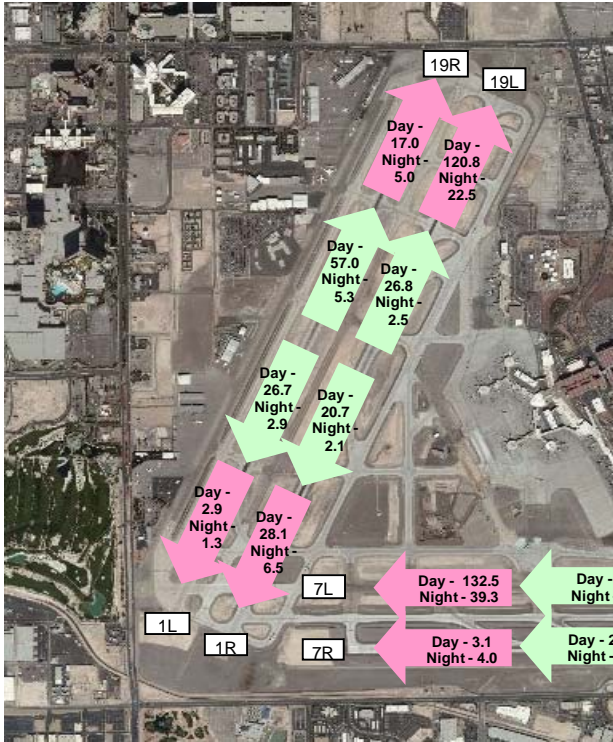 19R
19L
Day -
17.0
Night -
5.0
Day -
120.8
Night -
22.5
Day -
57.0
Night -
5.3
Day -
26.8
Night -
2.5
Day -
26.7
Night -
2.9
Day -
20.7
Night -
2.1
Day -
2.9
Night -
1.3
Day -
28.1
Night -
6.5
7L
Day - 132.5
Night - 39.3
Day -
Night
1L
1R
7R
Day - 3.1
Night - 4.0
Day - 2
Night -